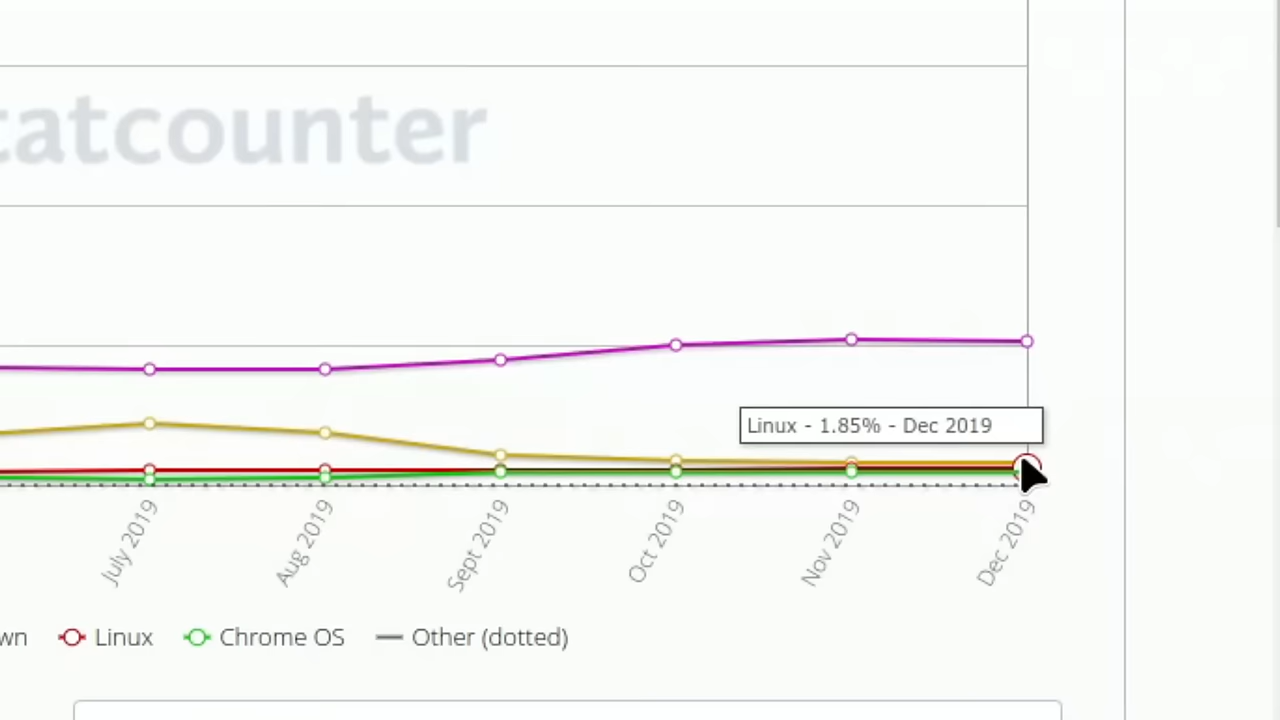 tatcounter
Linux - 1.85% - Dec 2019
July 2019
Aug 2019
Sept 2019
Oct 2019
Nov 2019
Dec 2019
wn
Linux
Chrome OS
Other (dotted)